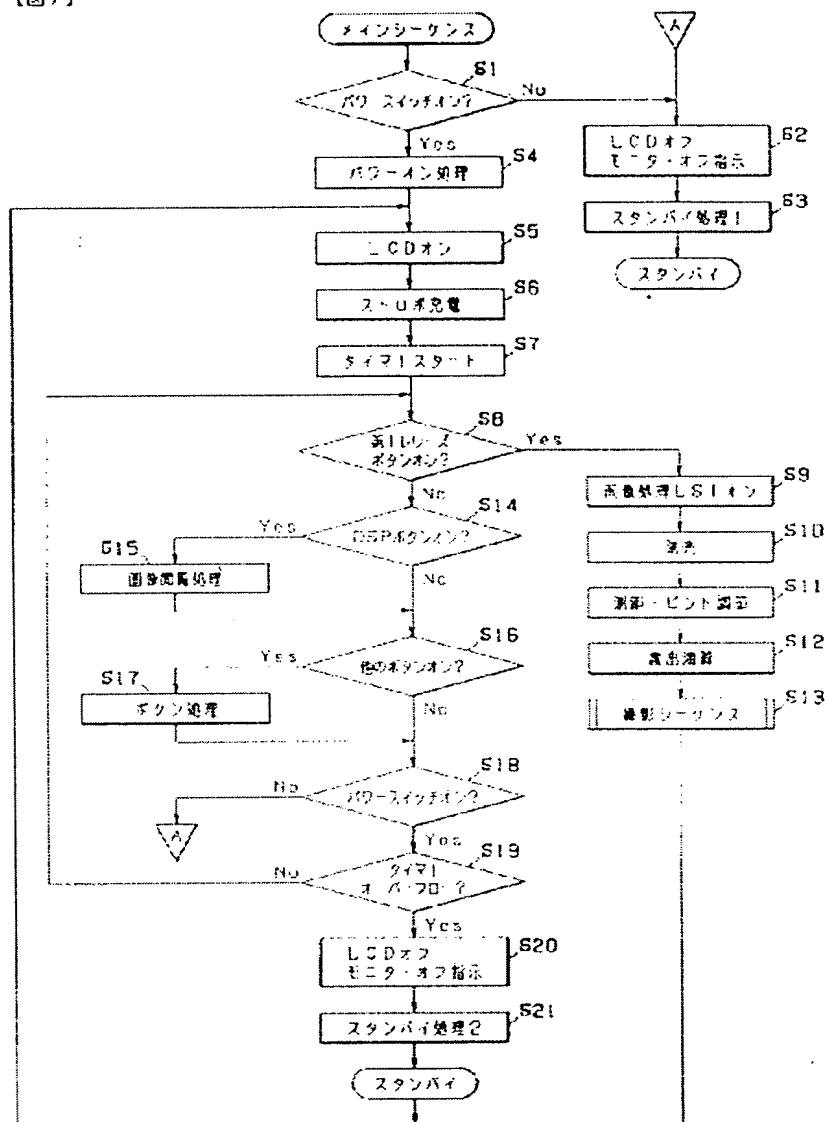 【図7】
メインシーケンス
A
S1
パワースイッチオン?
No
Yes
S2
LCDオフ
モニタ・オフ指示
S4
パワーオン処理
S3
スタンバイ処理1
スタンバイ
S5
LCDオン
S6
ストロボ充電
S7
タイマ1スタート
S8
第1レリーズ
ボタンオン?
Yes
No
S9
画像処理LSIオン
S14
DSPボタンオン?
Yes
No
S10
測光
S15
画像閲覧処理
S11
測距・ピント調節
S16
他のボタンオン?
Yes
No
S12
露出演算
S17
ボタン処理
S13
撮影シーケンス
S18
パワースイッチオン?
No
Yes
A
S19
タイマ1
オーバーフロー?
No
Yes
S20
LCDオフ
モニタ・オフ指示
S21
スタンバイ処理2
スタンバイ